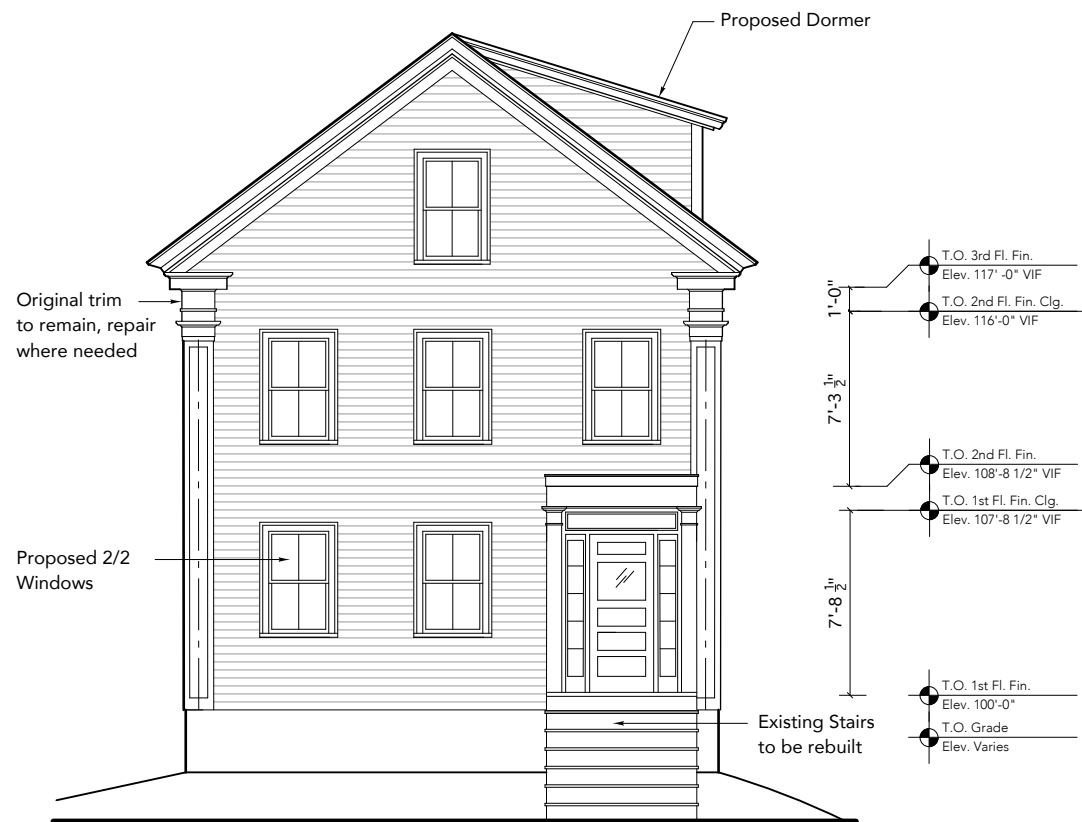 Proposed Dormer
T.O. 3rd Fl. Fin.
Elev. 117' -0" VIF
1'-0"
T.O. 2nd Fl. Fin. Clg.
Elev. 116'-0" VIF
Original trim
to remain, repair
where needed
7'-3 1/2"
T.O. 2nd Fl. Fin.
Elev. 108'-8 1/2" VIF
T.O. 1st Fl. Fin. Clg.
Elev. 107'-8 1/2" VIF
Proposed 2/2
Windows
7'-8 1/2"
T.O. 1st Fl. Fin.
Elev. 100'-0"
Existing Stairs
to be rebuilt
T.O. Grade
Elev. Varies